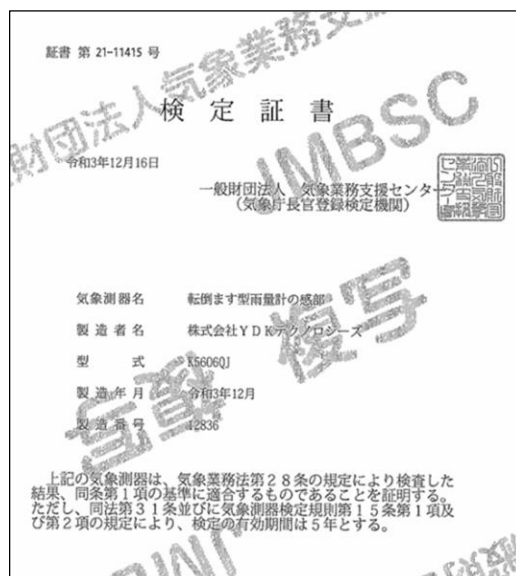 証書 第 21-11415 号
検 定 証 書
令和3年12月16日
一般財団法人 気象業務支援センター
(気象庁長官登録検定機関)
気象測器名 転倒ます型雨量計の感部
製造者名 株式会社YDKテクノロジーズ
型 式
製造年月 令和3年12月
製造番号 12836
上記の気象測器は、気象業務法第28条の規定により検査した
結果、同条第1項の基準に適合するものであることを証明する。
ただし、同法第31条並びに気象測器検定規則第15条第1項及
び第2項の規定により、検定の有効期間は5年とする。
財団法人気象業務支援
JMBSC
複写